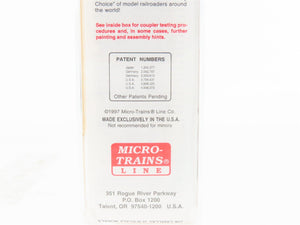 Choice" of model railroaders around
the world!
See inside box for coupler testing pro-
cedures and, in some cases, further
painting and assembly hints.
PATENT NUMBERS
Other Patents Pending
©1997 Micro-Trains® Line Co.
MADE EXCLUSIVELY IN THE U.S.A.
Not recommended for minors
MICRO-
TRAINS®
LINE
351 Rogue River Parkway
P.O. Box 1200
Talent, OR 97540-1200 U.S.A.